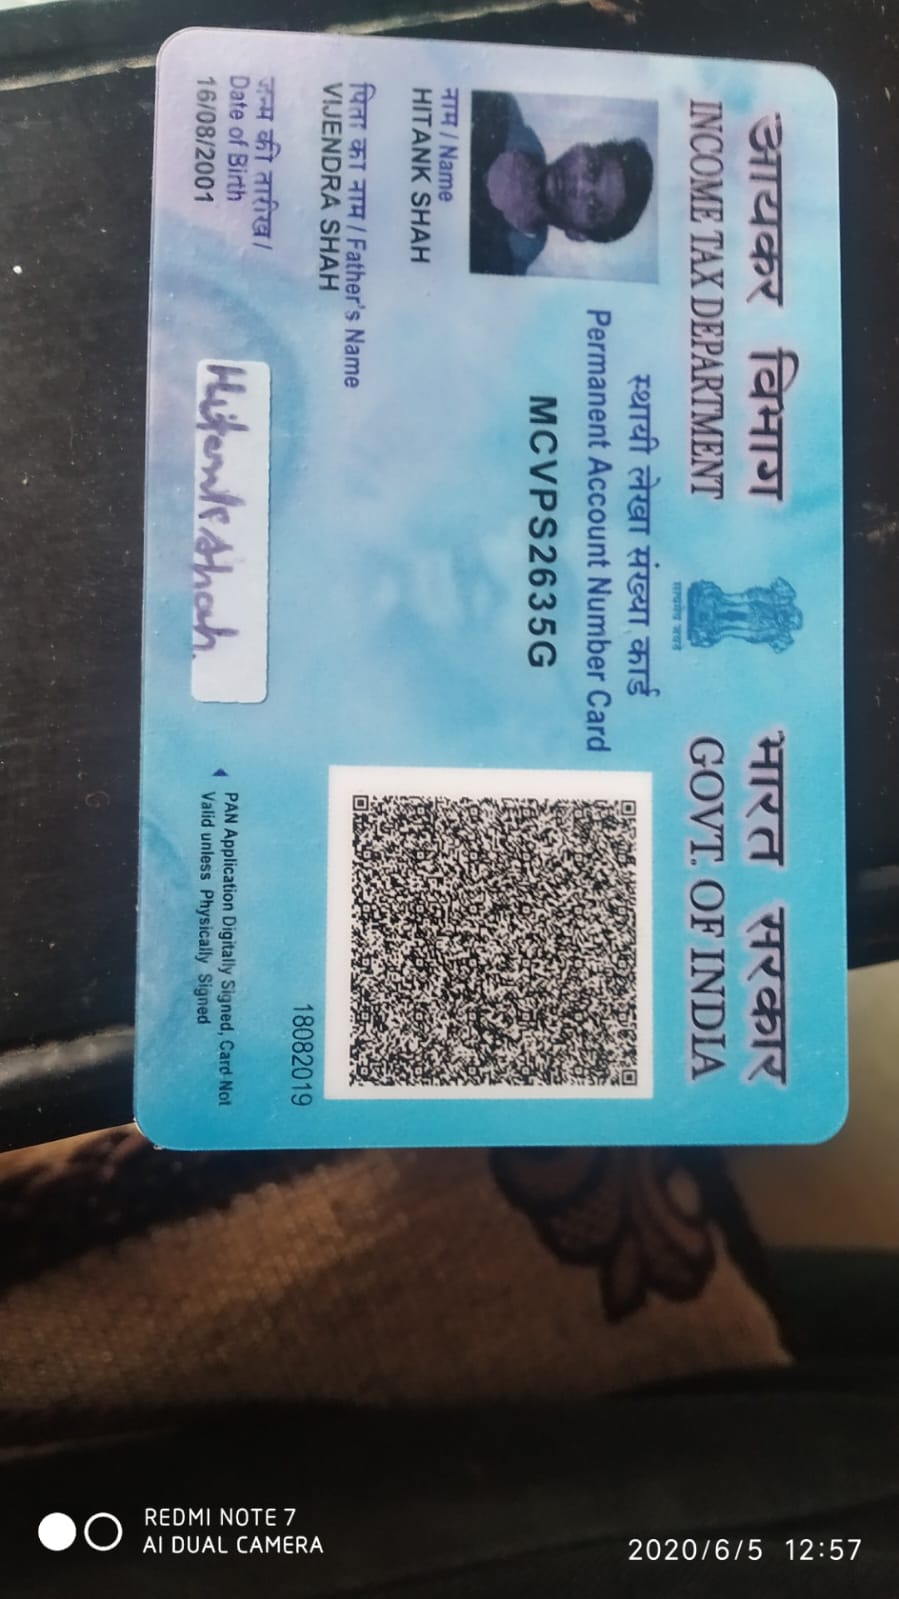 आयकर विभाग भारत सरकार
INCOME TAX DEPARTMENT GOVT. OF INDIA
सत्यमेव जयते
स्थायी लेखा संख्या कार्ड
Permanent Account Number Card
MCVPS2635G
नाम / Name
HITANK SHAH
पिता का नाम / Father's Name
VIJENDRA SHAH
जन्म की तारीख /
Date of Birth
16/08/2001
Hitank Shah.
18082019
PAN Application Digitally Signed, Card Not
Valid unless Physically Signed
REDMI NOTE 7
AI DUAL CAMERA
2020/6/5 12:57